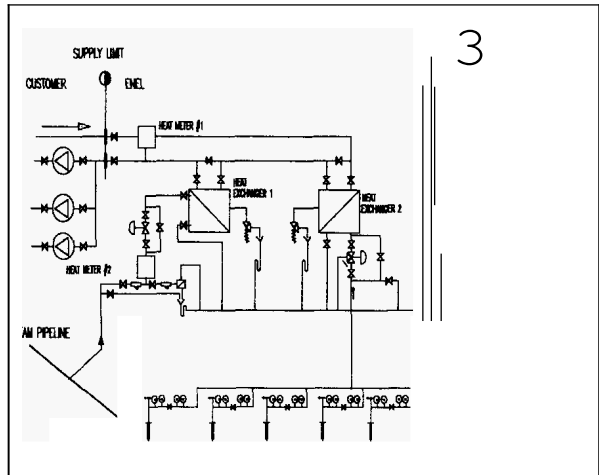 3
SUPPLY LIMIT
CUSTOMER ENEL
HEAT METER #1
HEAT
EXCHANGER 1
HEAT
EXCHANGER 2
HEAT METER #2
AM PIPELINE